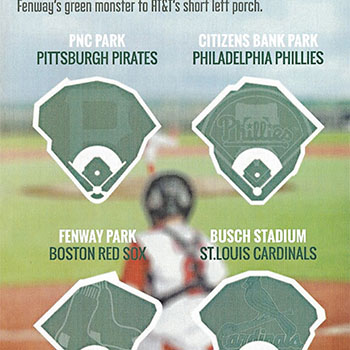 Fenway's green monster to AT&T's short left porch.
PNC PARK
PITTSBURGH PIRATES
CITIZENS BANK PARK
PHILADELPHIA PHILLIES
P
Phillies
FENWAY PARK
BOSTON RED SOX
BUSCH STADIUM
ST.LOUIS CARDINALS
Cardinals